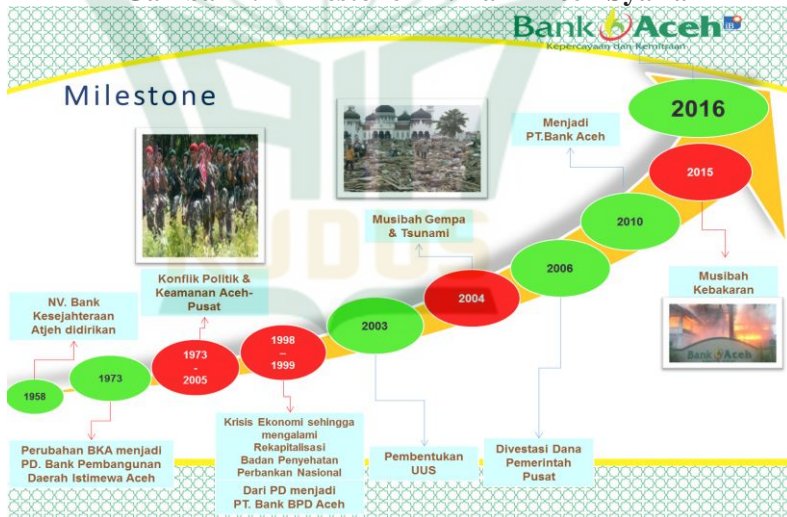 Bank Aceh
Kepercayaan dan Kemitraan
Milestone
2016
Menjadi
PT.Bank Aceh
2015
Musibah Gempa
& Tsunami
2010
Konflik Politik &
Keamanan Aceh-
Pusat
2006
Musibah
Kebakaran
NV. Bank
Kesejahteraan
Atjeh didirikan
2004
2003
Bank Aceh
1998
–
1999
1973
-
2005
1973
1958
Perubahan BKA menjadi
PD. Bank Pembangunan
Daerah Istimewa Aceh
Krisis Ekonomi sehingga
mengalami
Rekapitalisasi
Badan Penyehatan
Perbankan Nasional
Dari PD menjadi
PT. Bank BPD Aceh
Pembentukan
UUS
Divestasi Dana
Pemerintah
Pusat
KUDUS